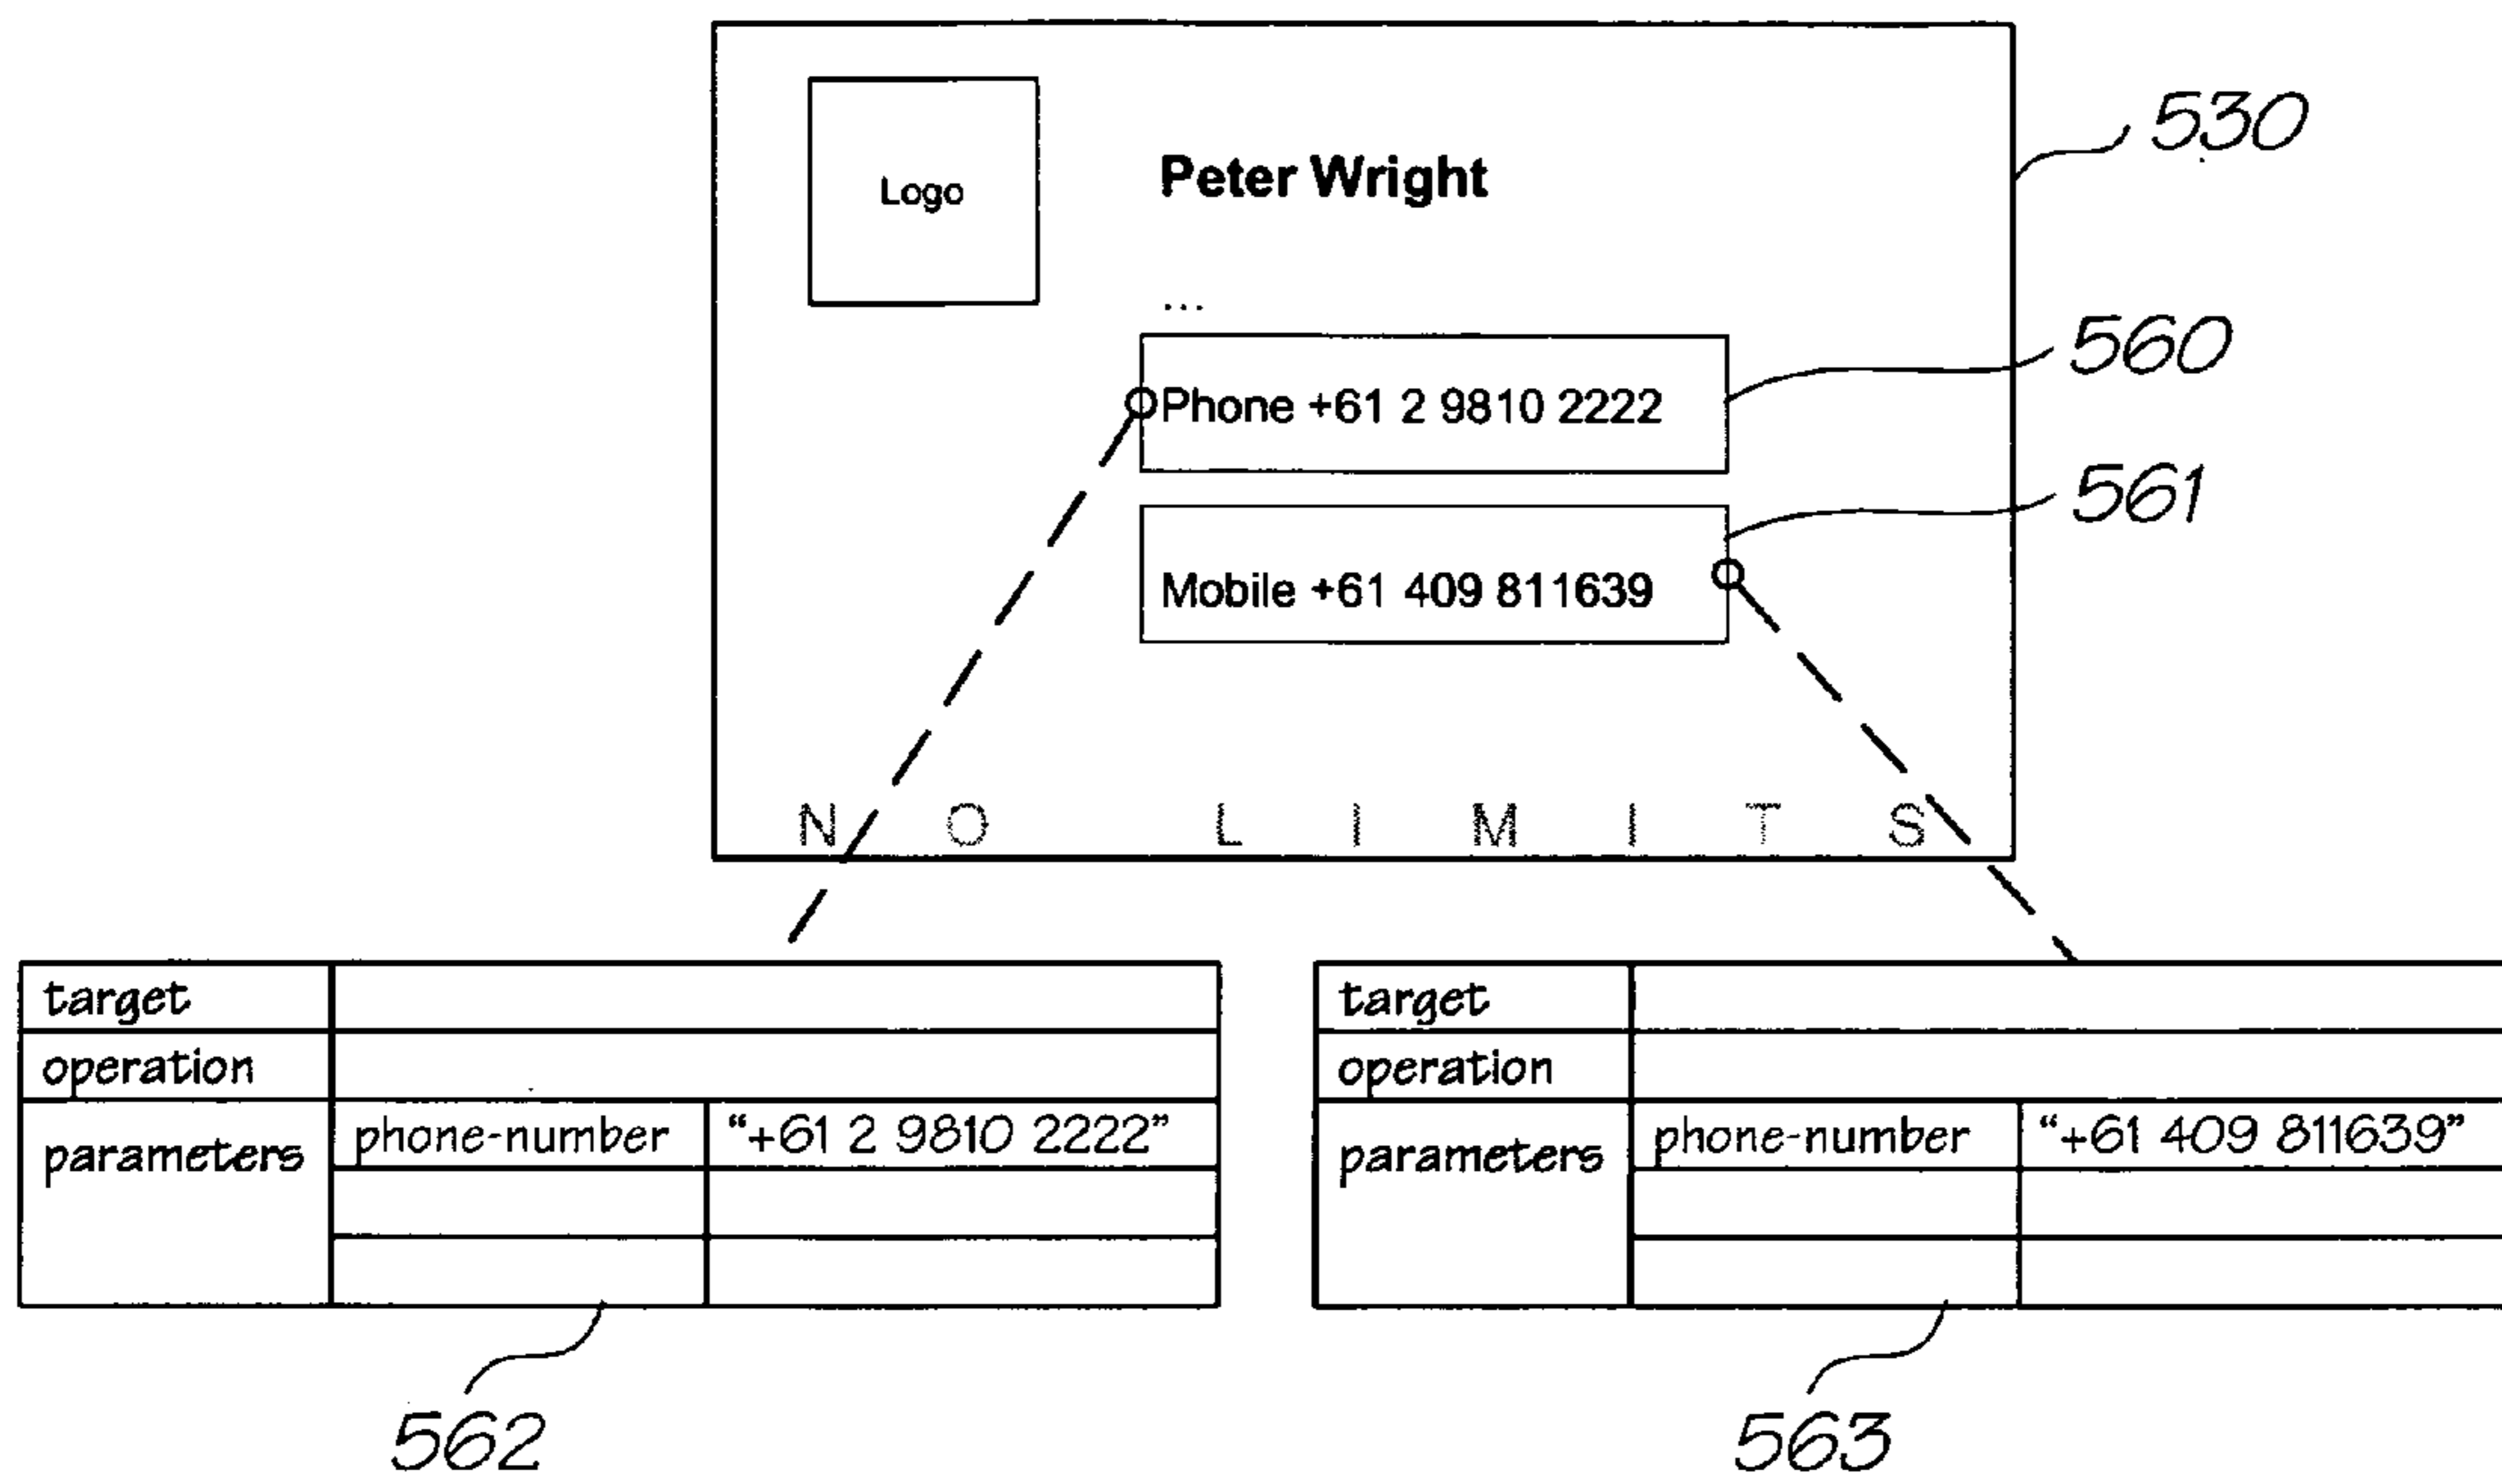 530
Logo
Peter Wright
...
560
Phone +61 2 9810 2222
561
Mobile +61 409 811639
N O L I M I T S
target
operation
parameters phone-number “+61 2 9810 2222”
562
target
operation
parameters phone-number “+61 409 811639”
563